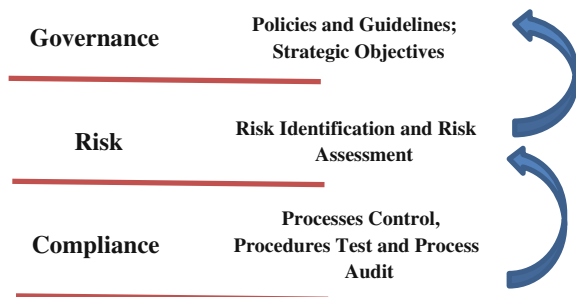 Governance
Policies and Guidelines;
Strategic Objectives
Risk
Risk Identification and Risk
Assessment
Compliance
Processes Control,
Procedures Test and Process
Audit